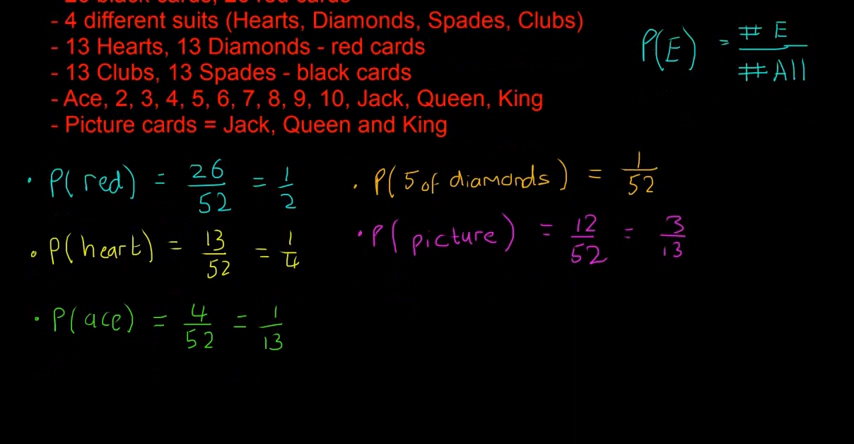 - 4 different suits (Hearts, Diamonds, Spades, Clubs)
- 13 Hearts, 13 Diamonds - red cards
- 13 Clubs, 13 Spades - black cards
- Ace, 2, 3, 4, 5, 6, 7, 8, 9, 10, Jack, Queen, King
- Picture cards = Jack, Queen and King
P(E) = # E / # All
· P(red) = 26/52 = 1/2
· P(heart) = 13/52 = 1/4
· P(ace) = 4/52 = 1/13
· P(5 of diamonds) = 1/52
· P(picture) = 12/52 = 3/13